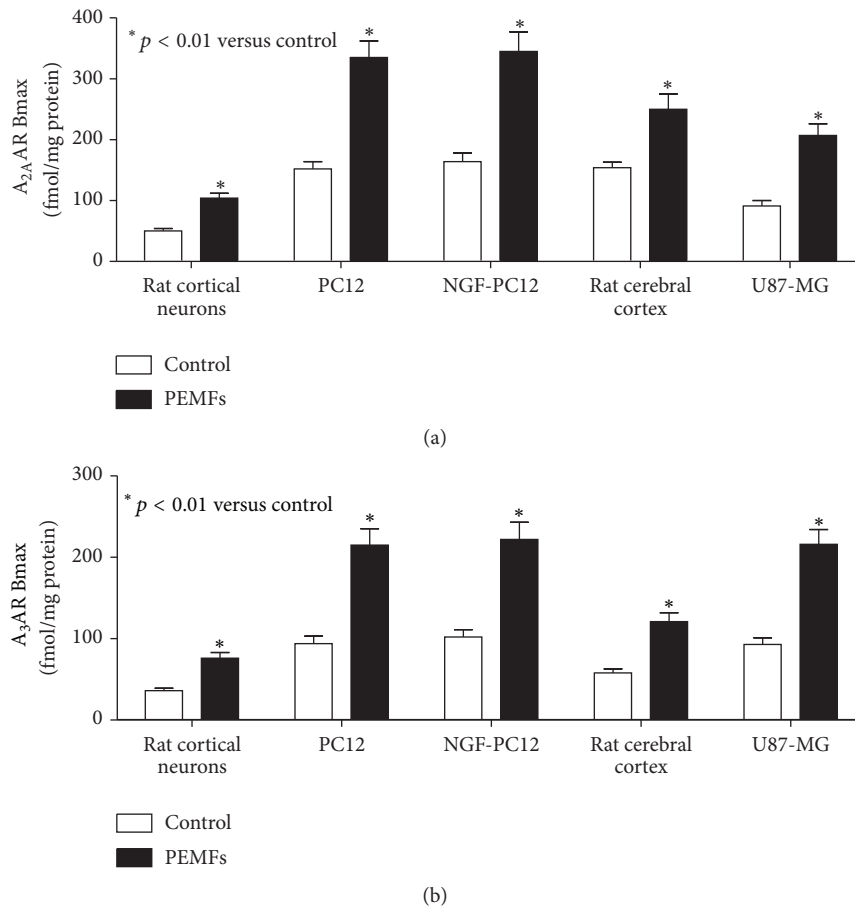 * p < 0.01 versus control
A2A AR Bmax
(fmol/mg protein)
400
300
200
100
0
Rat cortical
neurons
PC12
NGF-PC12
Rat cerebral
cortex
U87-MG
*
*
*
*
*
Control
PEMFs
(a)
* p < 0.01 versus control
A3AR Bmax
(fmol/mg protein)
300
200
100
0
Rat cortical
neurons
PC12
NGF-PC12
Rat cerebral
cortex
U87-MG
*
*
*
*
*
Control
PEMFs
(b)